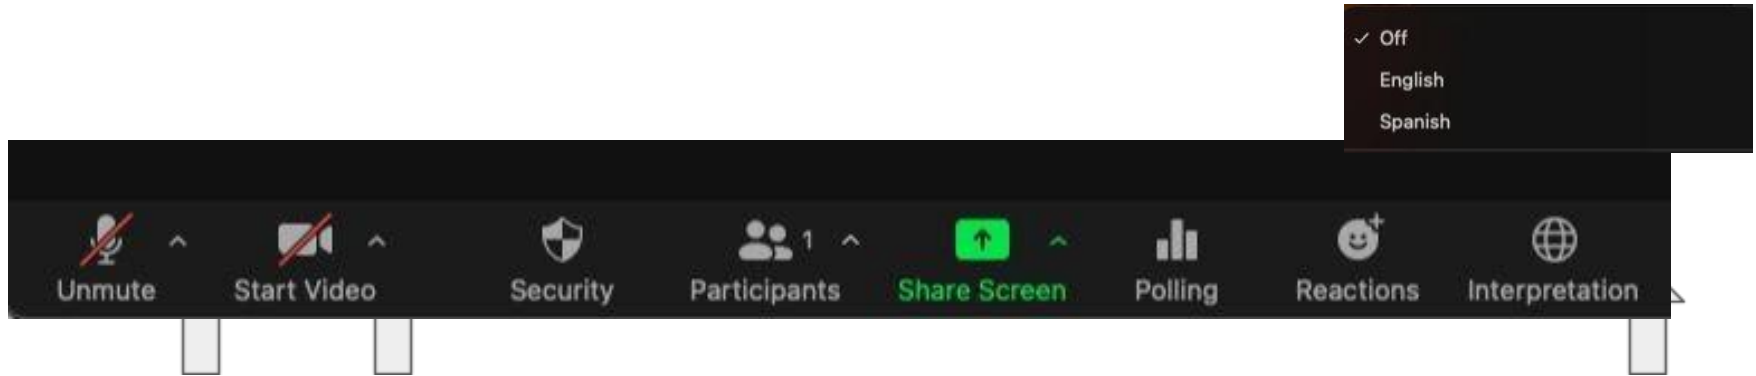 Off
English
Spanish
Unmute
Start Video
Security
Participants 1
Share Screen
Polling
Reactions
Interpretation